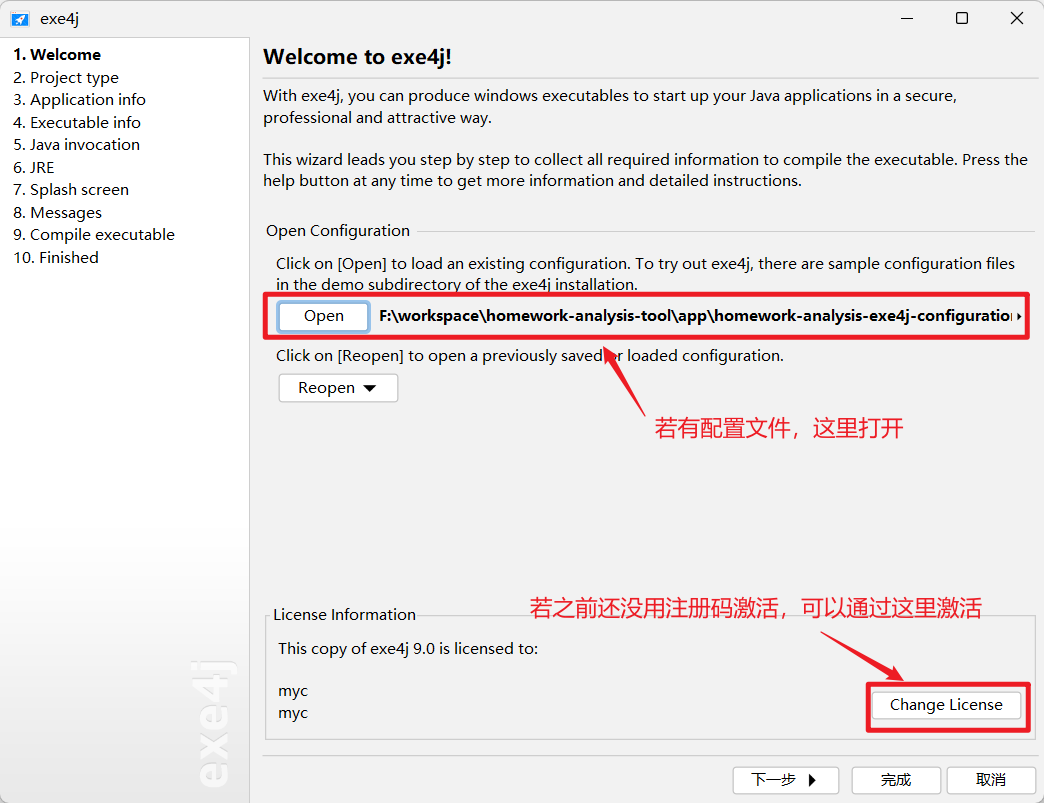 exe4j
1. Welcome
2. Project type
3. Application info
4. Executable info
5. Java invocation
6. JRE
7. Splash screen
8. Messages
9. Compile executable
10. Finished
exe4j
Welcome to exe4j!
With exe4j, you can produce windows executables to start up your Java applications in a secure,
professional and attractive way.
This wizard leads you step by step to collect all required information to compile the executable. Press the
help button at any time to get more information and detailed instructions.
Open Configuration
Click on [Open] to load an existing configuration. To try out exe4j, there are sample configuration files
in the demo subdirectory of the exe4j installation.
Open F:\workspace\homework-analysis-tool\app\homework-analysis-exe4j-configuratio
Click on [Reopen] to open a previously saved or loaded configuration.
Reopen
若有配置文件，这里打开
若之前还没用注册码激活，可以通过这里激活
License Information
This copy of exe4j 9.0 is licensed to:
myc
myc
Change License
下一步 完成 取消